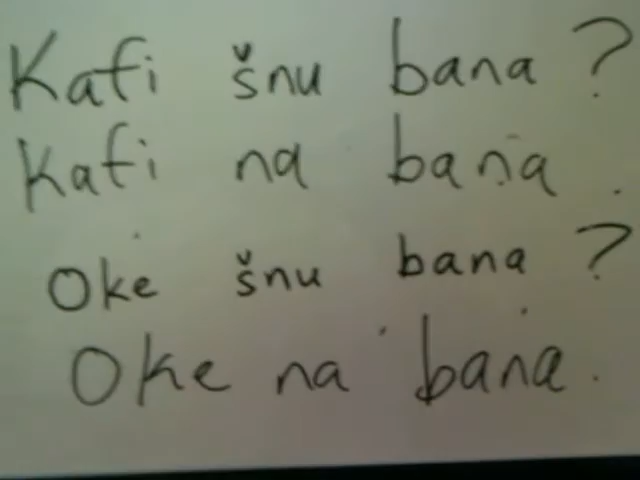 Kafi šnu bana?
Kafi na bana.
Oke šnu bana?
Oke na bana.